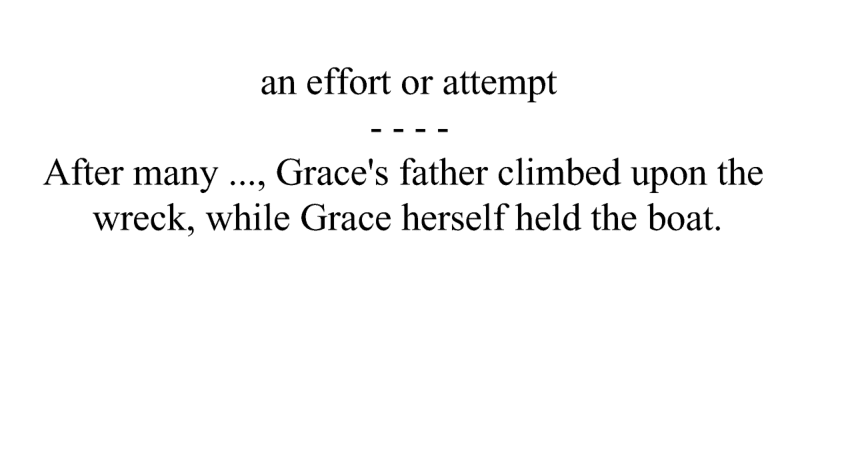 an effort or attempt
- - - -
After many ..., Grace's father climbed upon the
wreck, while Grace herself held the boat.